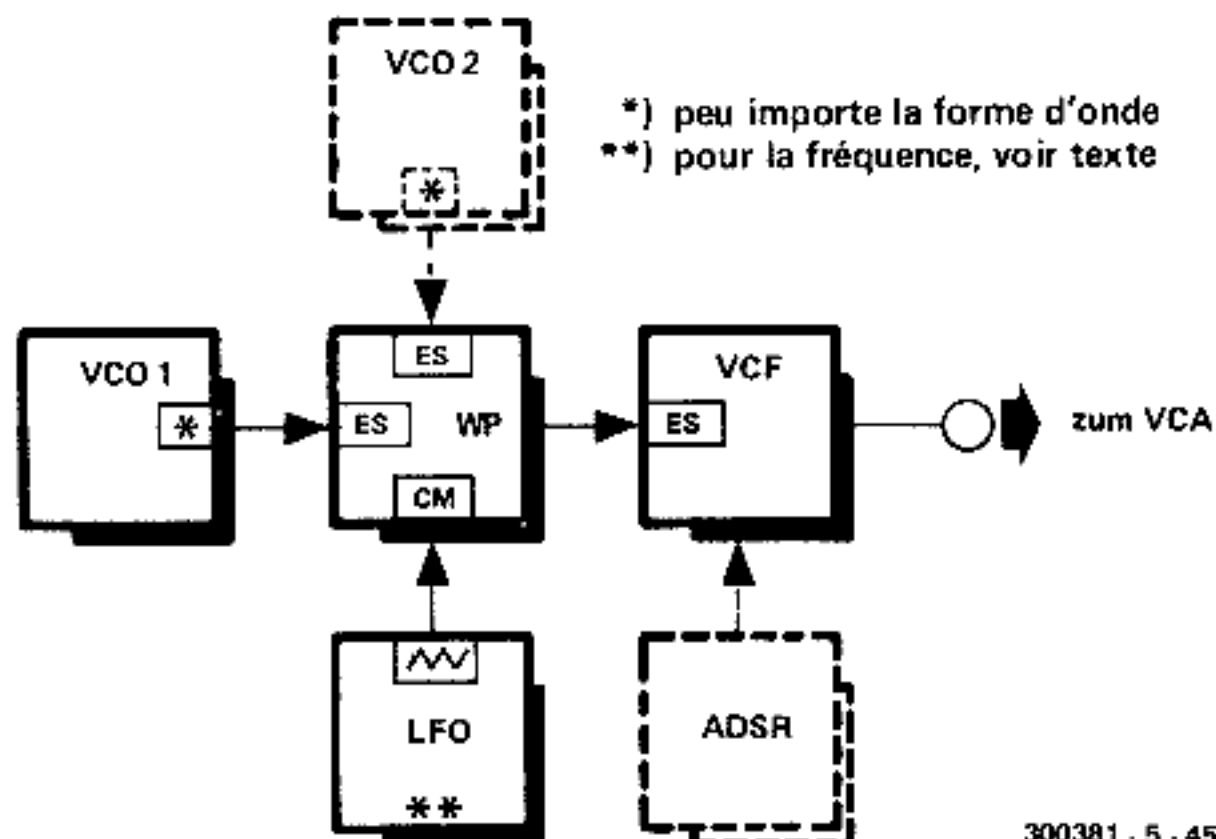 VCO 2
*
*) peu importe la forme d'onde
**) pour la fréquence, voir texte
VCO 1
*
ES
ES
WP
CM
VCF
ES
zum VCA
LFO
**
ADSR
300381 . 5 . 45